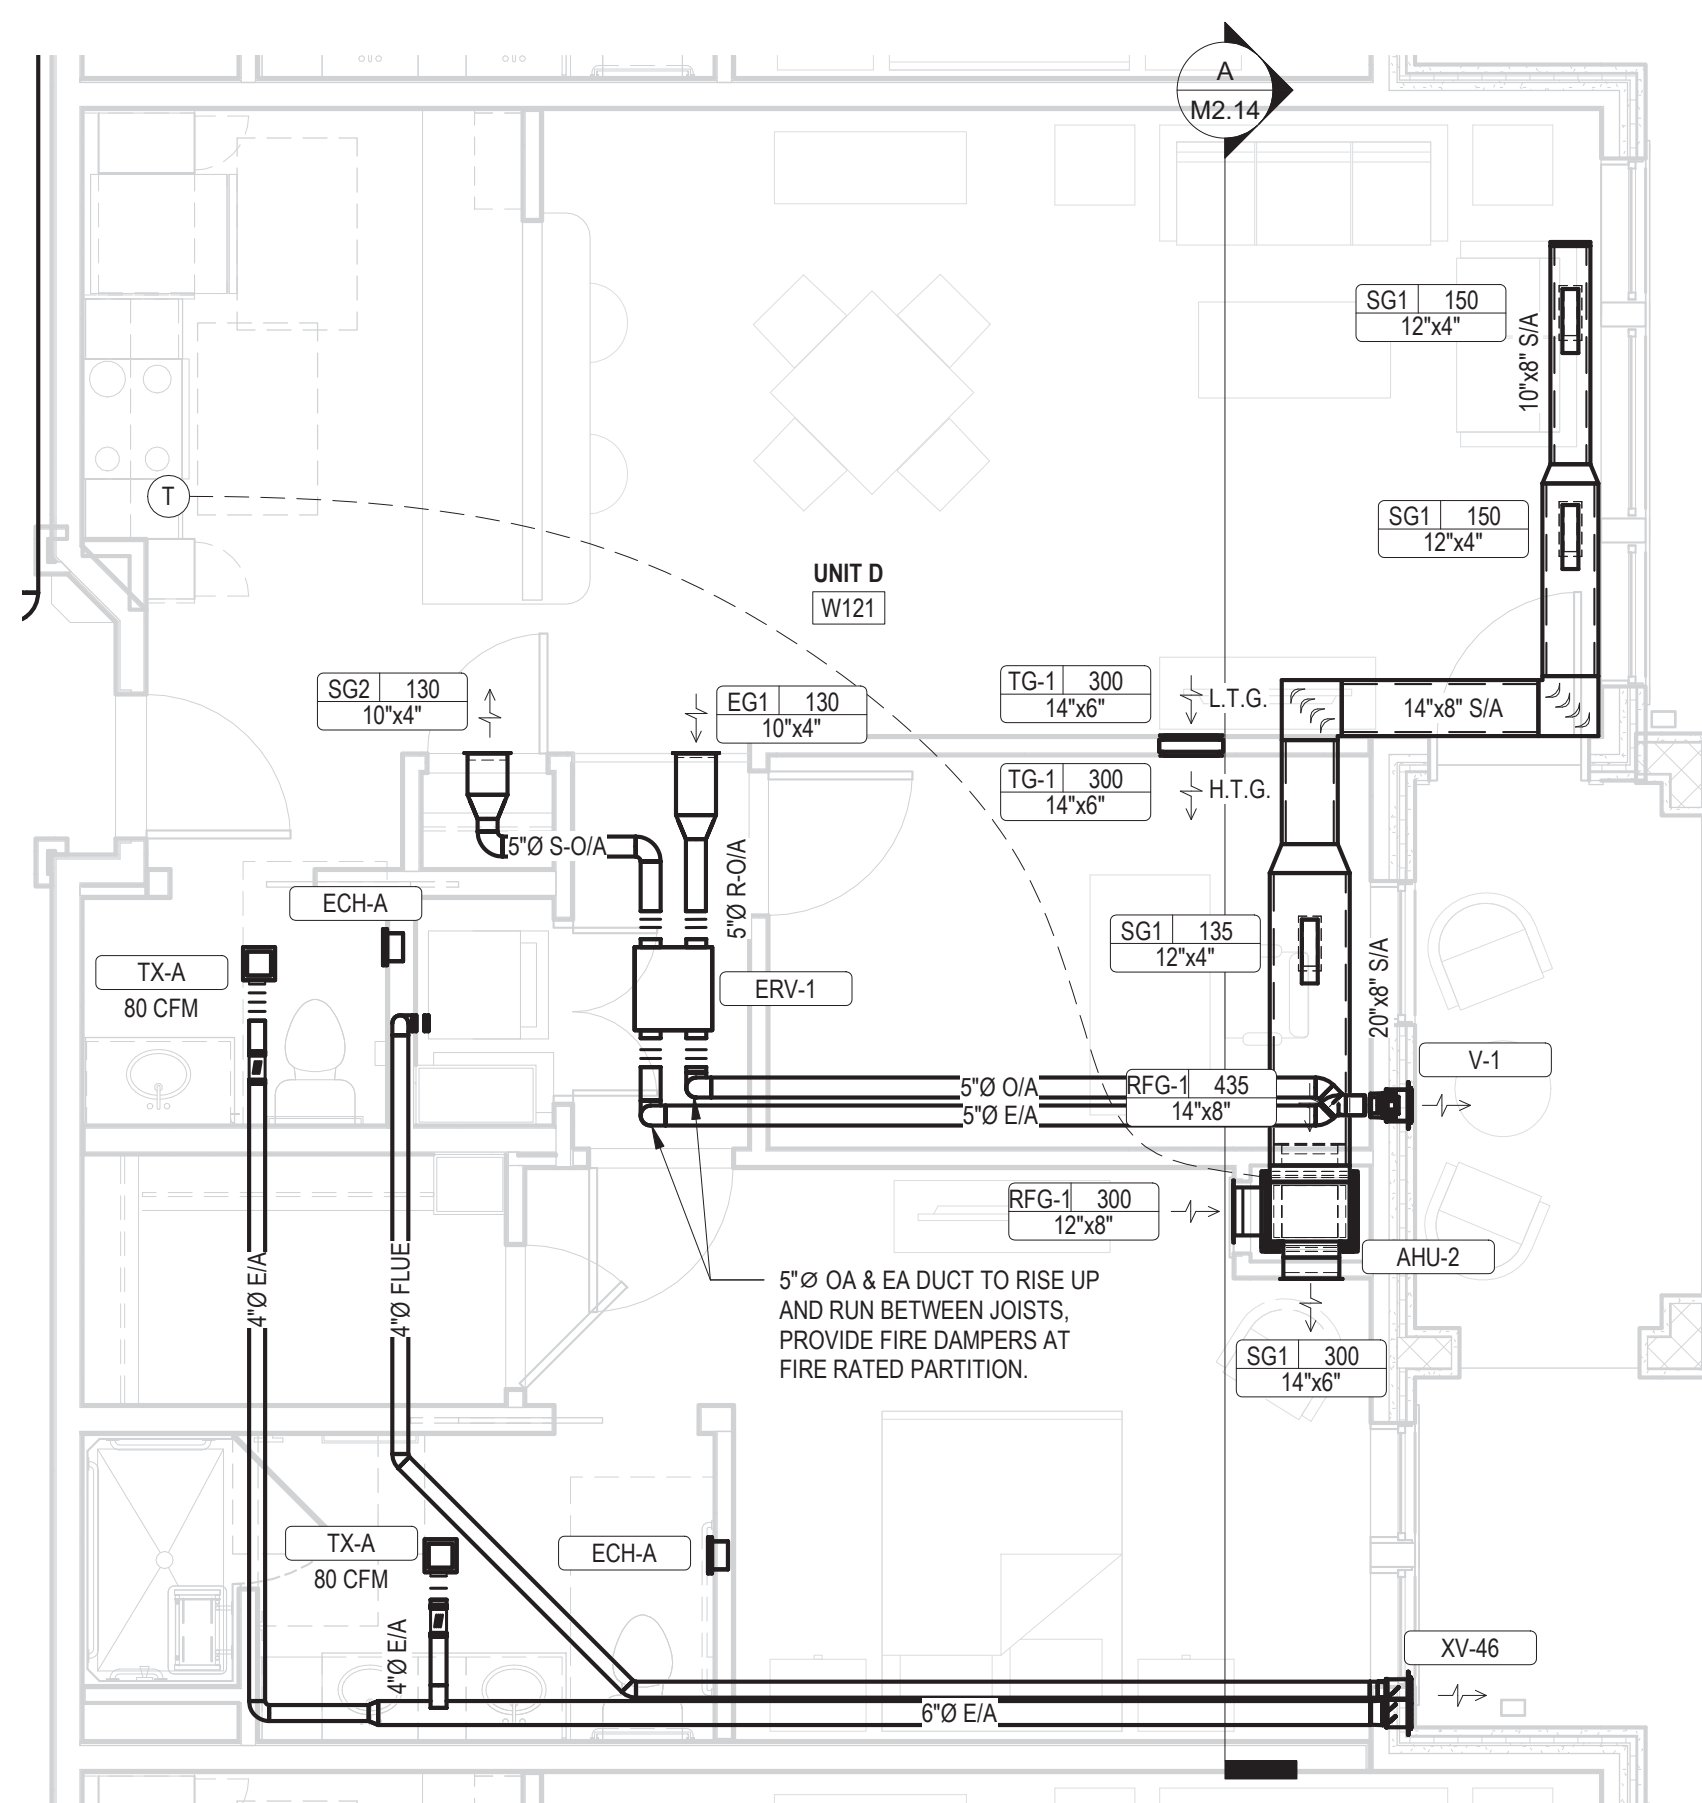 A
M2.14
SG1 150
12"x4"
10"x8" S/A
SG1 150
12"x4"
T
UNIT D
W121
SG2 130
10"x4"
EG1 130
10"x4"
TG-1 300
14"x6"
L.T.G.
14"x8" S/A
TG-1 300
14"x6"
H.T.G.
5"Ø S-O/A
5"Ø R-O/A
ECH-A
SG1 135
12"x4"
20"x8" S/A
TX-A
80 CFM
ERV-1
V-1
5"Ø O/A
5"Ø E/A
RFG-1 435
14"x8"
RFG-1 300
12"x8"
AHU-2
4"Ø E/A
4"Ø FLUE
5"Ø OA & EA DUCT TO RISE UP
AND RUN BETWEEN JOISTS,
PROVIDE FIRE DAMPERS AT
FIRE RATED PARTITION.
SG1 300
14"x6"
TX-A
80 CFM
ECH-A
4"Ø E/A
XV-46
6"Ø E/A